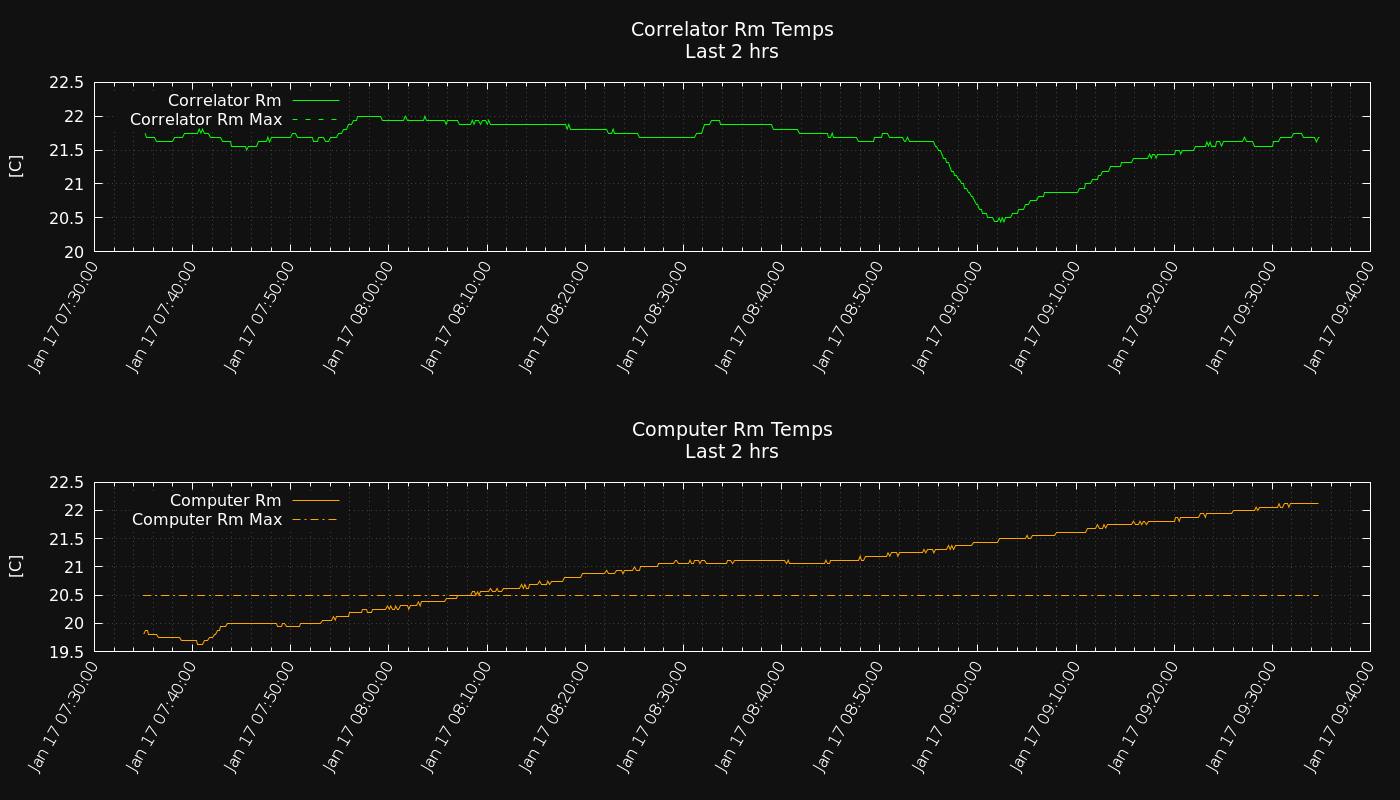 Correlator Rm Temps
Last 2 hrs
22.5
22
21.5
21
20.5
20
[C]
Correlator Rm
Correlator Rm Max
Jan 17 07:30:00
Jan 17 07:40:00
Jan 17 07:50:00
Jan 17 08:00:00
Jan 17 08:10:00
Jan 17 08:20:00
Jan 17 08:30:00
Jan 17 08:40:00
Jan 17 08:50:00
Jan 17 09:00:00
Jan 17 09:10:00
Jan 17 09:20:00
Jan 17 09:30:00
Jan 17 09:40:00
Computer Rm Temps
Last 2 hrs
22.5
22
21.5
21
20.5
20
19.5
[C]
Computer Rm
Computer Rm Max
Jan 17 07:30:00
Jan 17 07:40:00
Jan 17 07:50:00
Jan 17 08:00:00
Jan 17 08:10:00
Jan 17 08:20:00
Jan 17 08:30:00
Jan 17 08:40:00
Jan 17 08:50:00
Jan 17 09:00:00
Jan 17 09:10:00
Jan 17 09:20:00
Jan 17 09:30:00
Jan 17 09:40:00